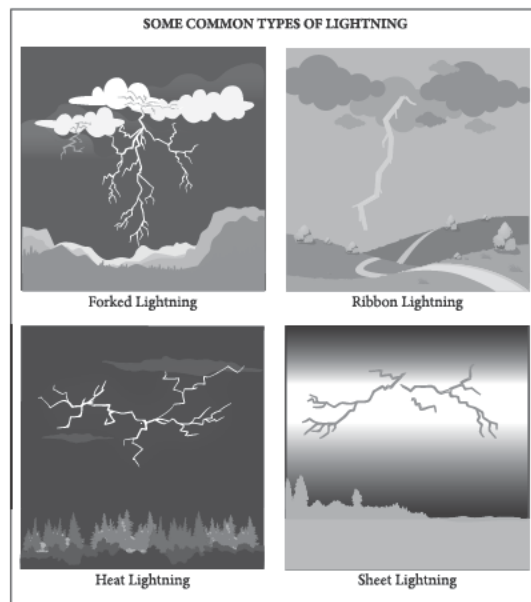 SOME COMMON TYPES OF LIGHTNING
Forked Lightning
Ribbon Lightning
Heat Lightning
Sheet Lightning